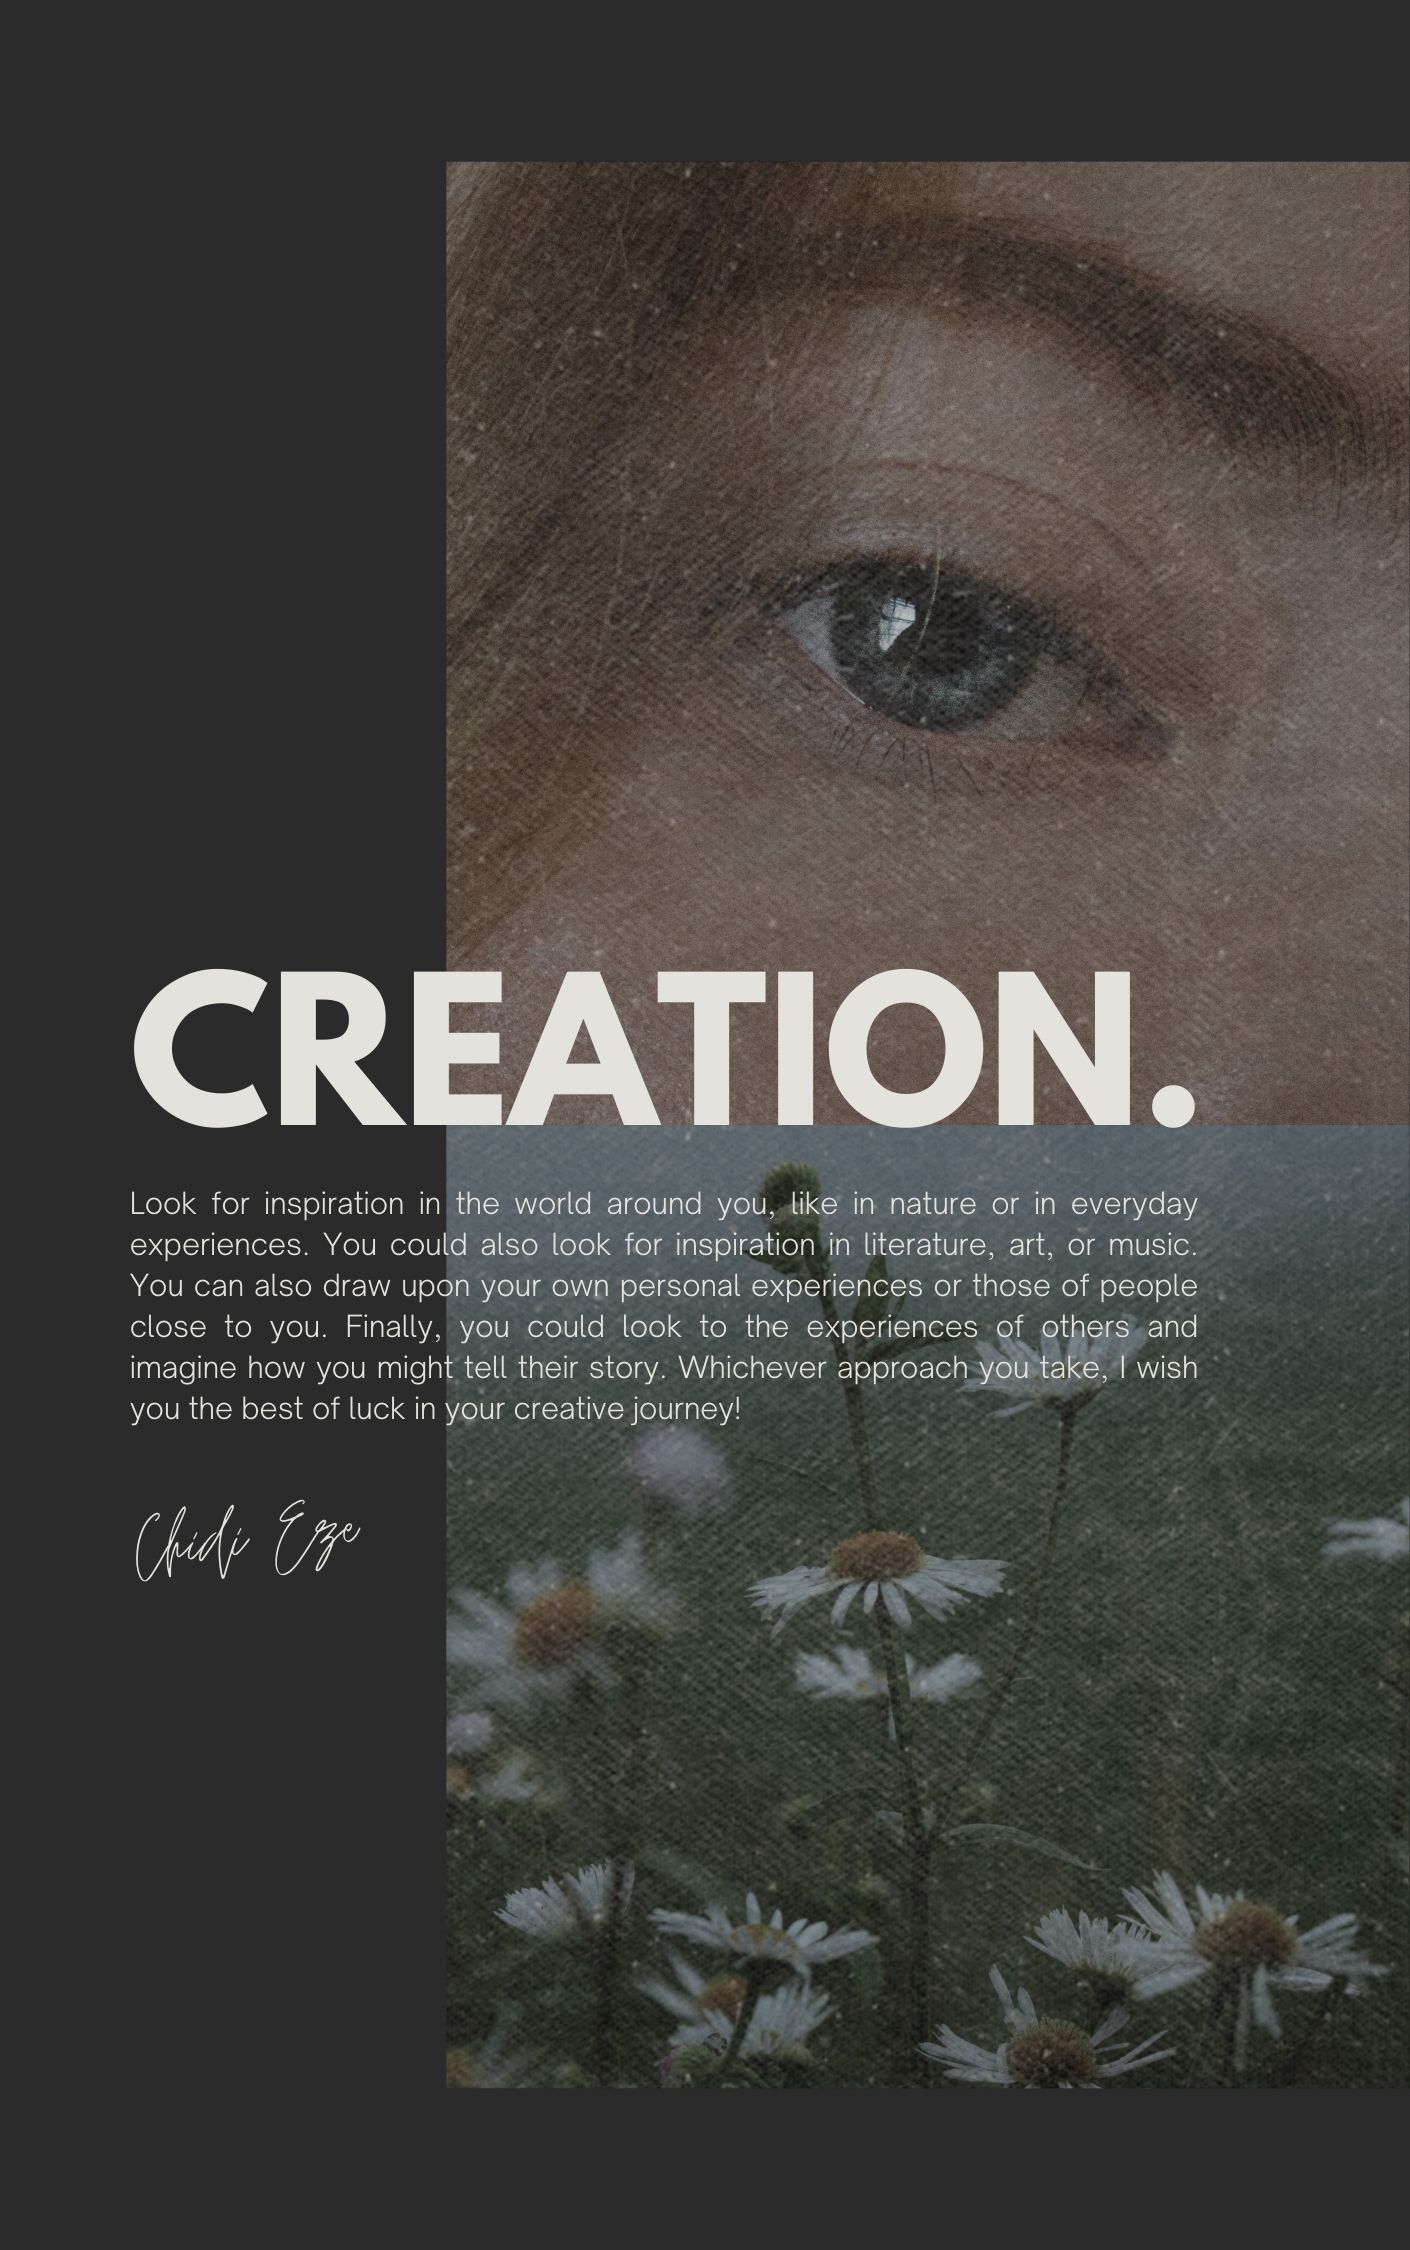 CREATION.
Look for inspiration in the world around you, like in nature or in everyday
experiences. You could also look for inspiration in literature, art, or music.
You can also draw upon your own personal experiences or those of people
close to you. Finally, you could look to the experiences of others and
imagine how you might tell their story. Whichever approach you take, I wish
you the best of luck in your creative journey!
Chidi Eze